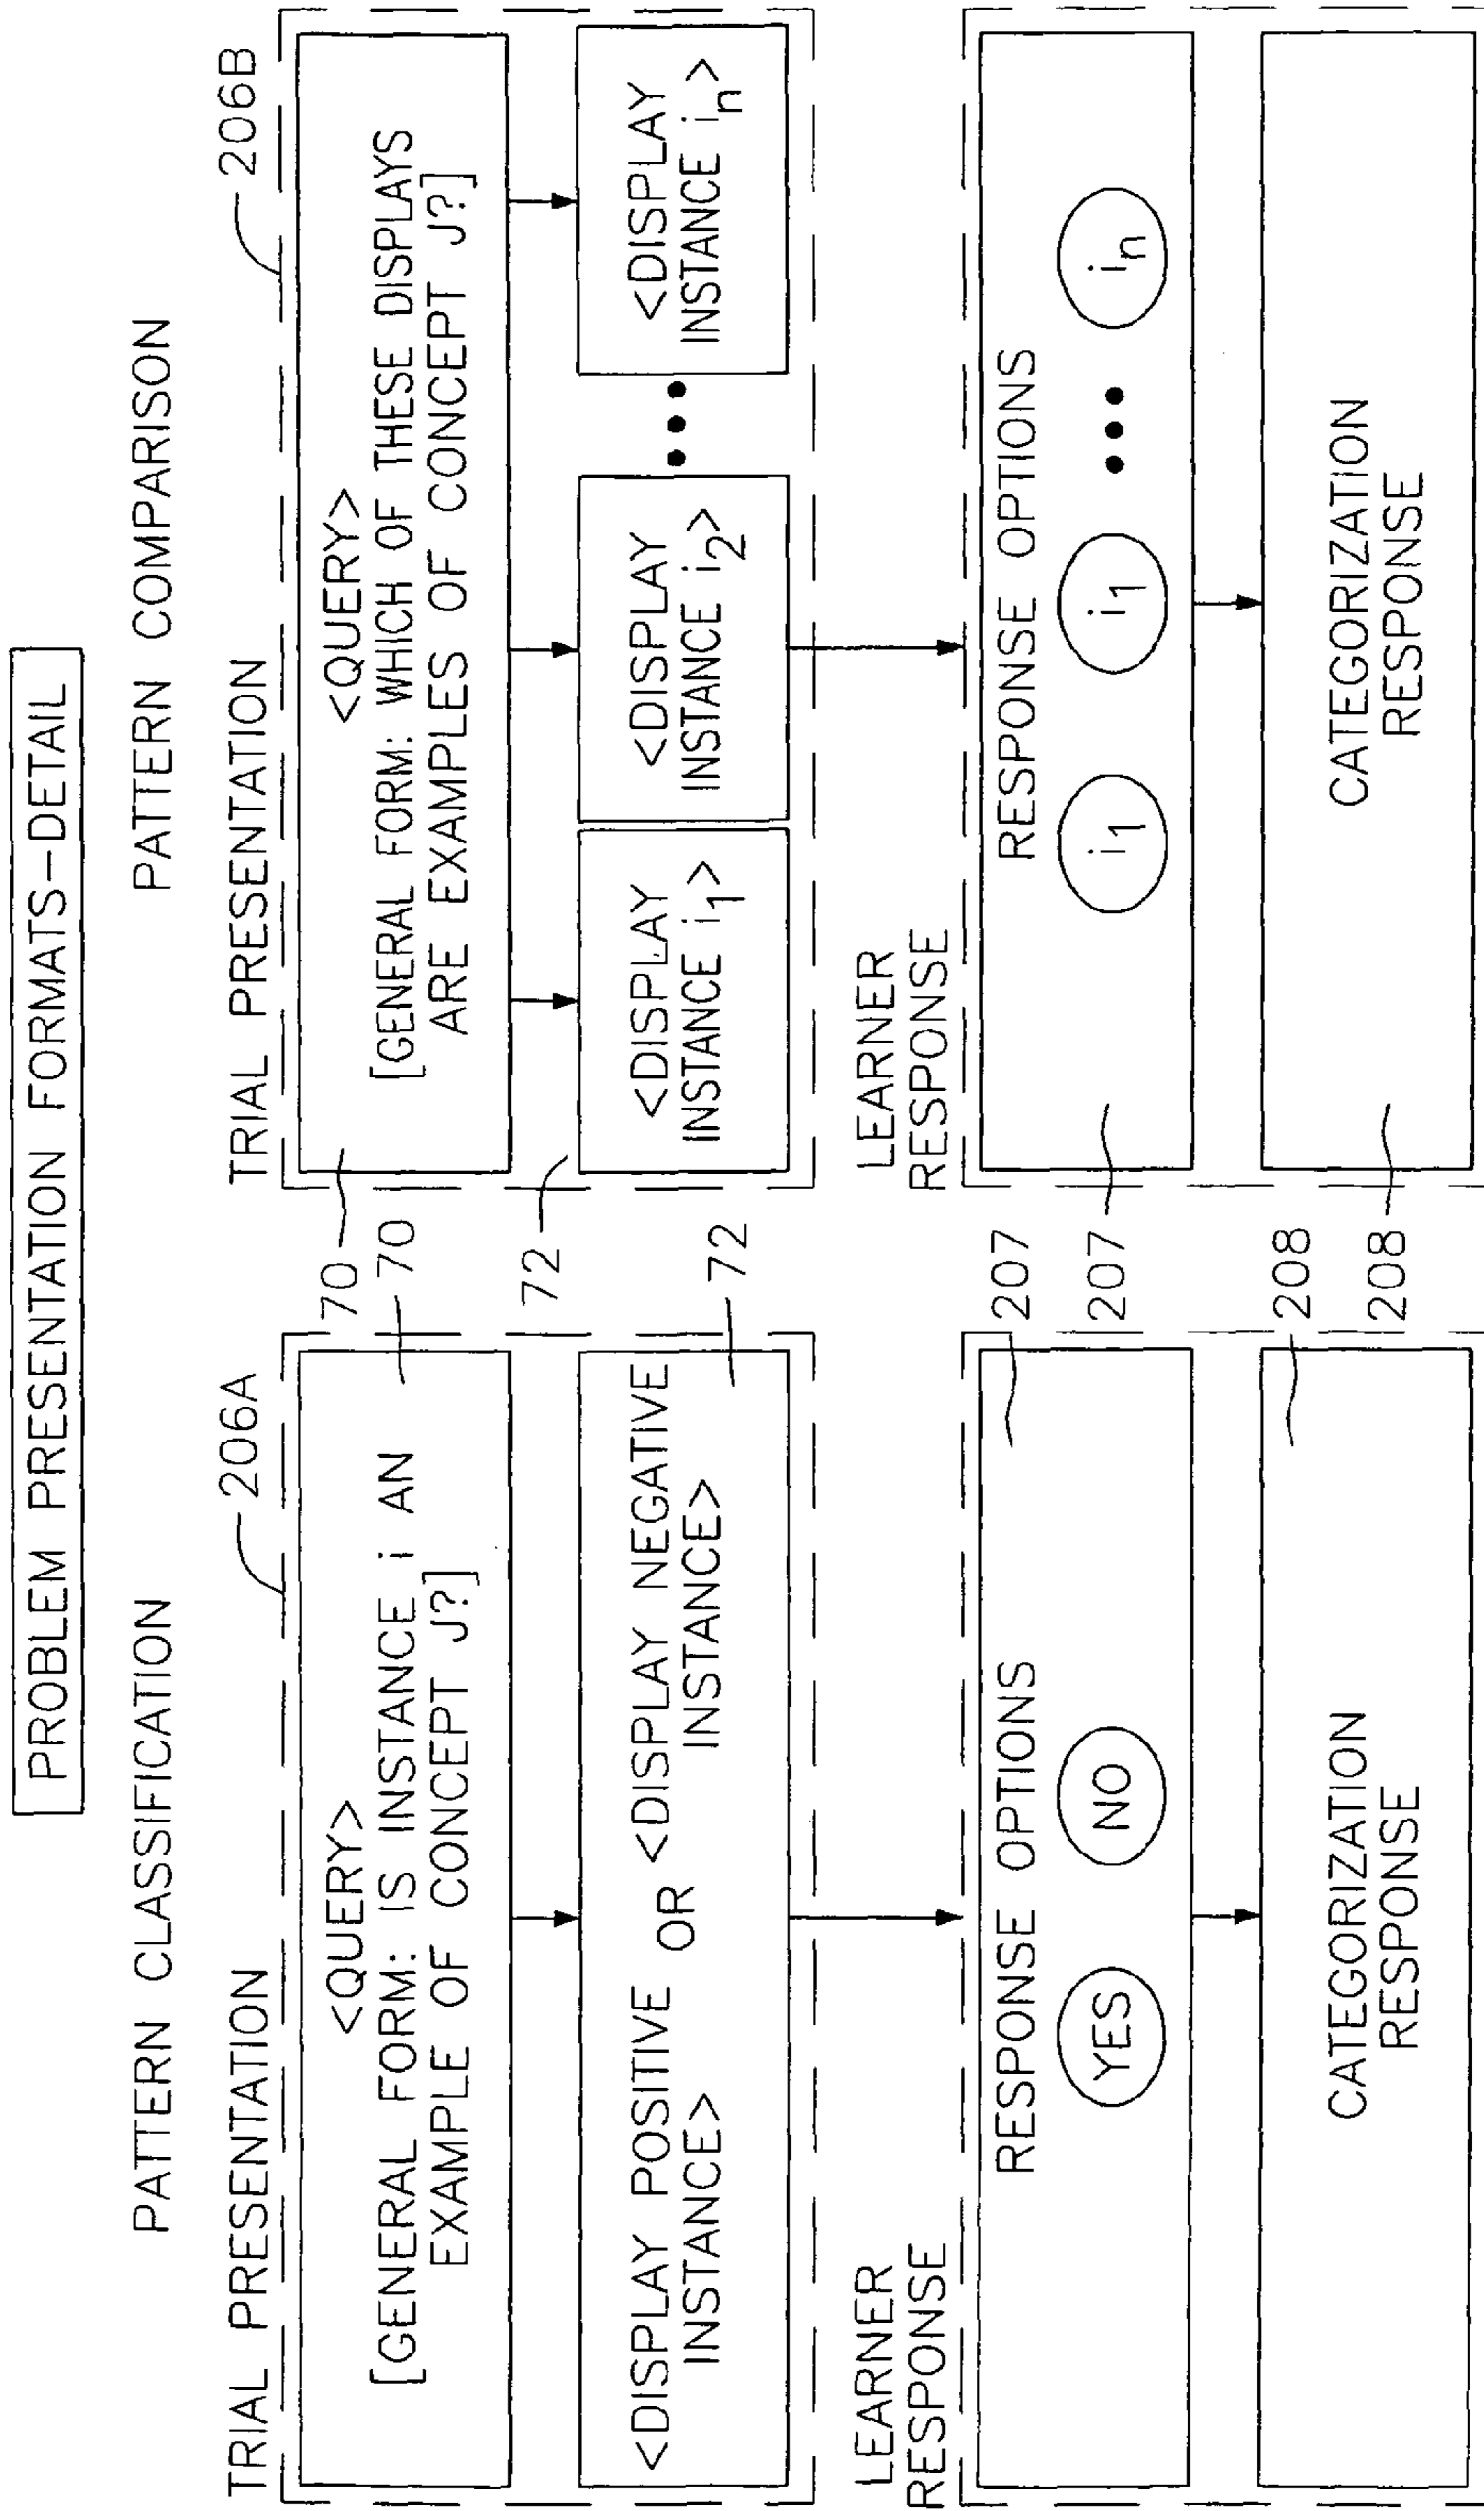 PROBLEM PRESENTATION FORMATS-DETAIL
PATTERN CLASSIFICATION
TRIAL PRESENTATION
206A
<QUERY>
[GENERAL FORM: IS INSTANCE i AN
EXAMPLE OF CONCEPT J?]
70
<DISPLAY POSITIVE OR <DISPLAY NEGATIVE
INSTANCE> INSTANCE>
72
LEARNER
RESPONSE
RESPONSE OPTIONS
207
YES NO
CATEGORIZATION
RESPONSE
208
PATTERN COMPARISON
TRIAL PRESENTATION
206B
<QUERY>
[GENERAL FORM: WHICH OF THESE DISPLAYS
ARE EXAMPLES OF CONCEPT J?]
70
<DISPLAY
INSTANCE i1>
<DISPLAY
INSTANCE i2>
•••
<DISPLAY
INSTANCE in>
72
LEARNER
RESPONSE
RESPONSE OPTIONS
i1 i1 ••• in
207
CATEGORIZATION
RESPONSE
208